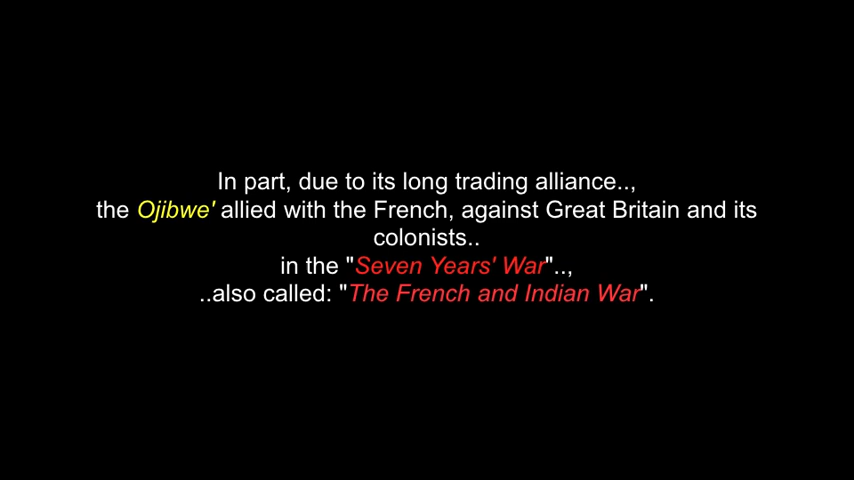 In part, due to its long trading alliance..,
the Ojibwe' allied with the French, against Great Britain and its
colonists..
in the "Seven Years' War"..,
..also called: "The French and Indian War".